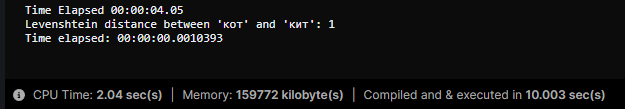 Time Elapsed 00:00:04.05
Levenshtein distance between 'кот' and 'кит': 1
Time elapsed: 00:00:00.0010393
CPU Time: 2.04 sec(s) | Memory: 159772 kilobyte(s) | Compiled and & executed in 10.003 sec(s)